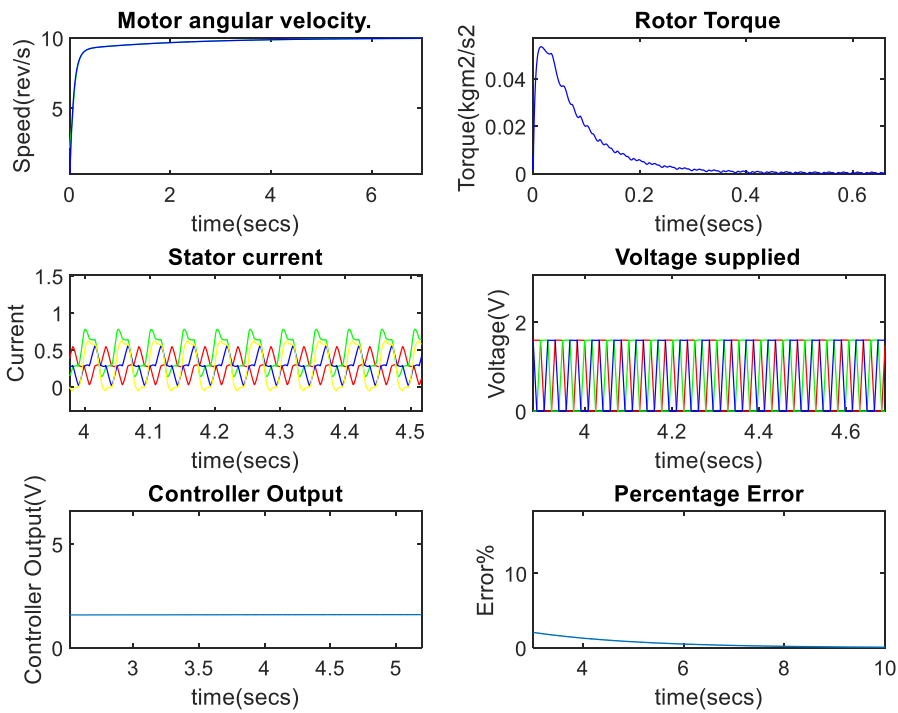 Motor angular velocity.
Speed(rev/s)
10
5
0
2
4
6
time(secs)
Rotor Torque
Torque(kgm2/s2
0.04
0.02
0
0
0.2
0.4
0.6
time(secs)
Stator current
Current
1.5
1
0.5
0
4
4.1
4.2
4.3
4.4
4.5
time(secs)
Voltage supplied
Voltage(V)
2
0
4
4.2
4.4
4.6
time(secs)
Controller Output
Controller Output(V)
5
0
3
3.5
4
4.5
5
time(secs)
Percentage Error
Error%
10
0
4
6
8
10
time(secs)